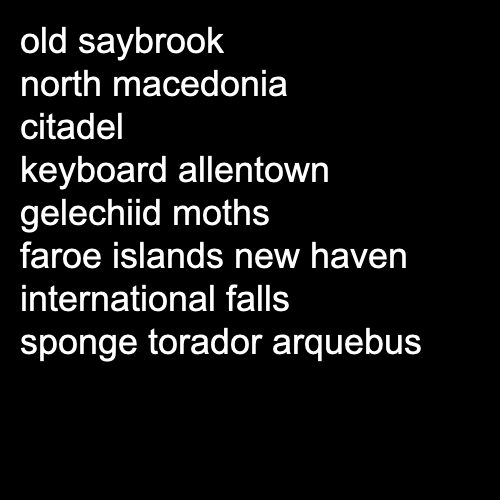 old saybrook
north macedonia
citadel
keyboard allentown
gelechiid moths
faroe islands new haven
international falls
sponge torador arquebus